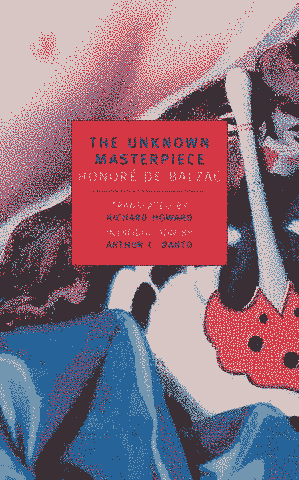 THE UNKNOWN
MASTERPIECE
HONORÉ DE BALZAC
TRANSLATED BY
RICHARD HOWARD
INTRODUCTION BY
ARTHUR C. DANTO